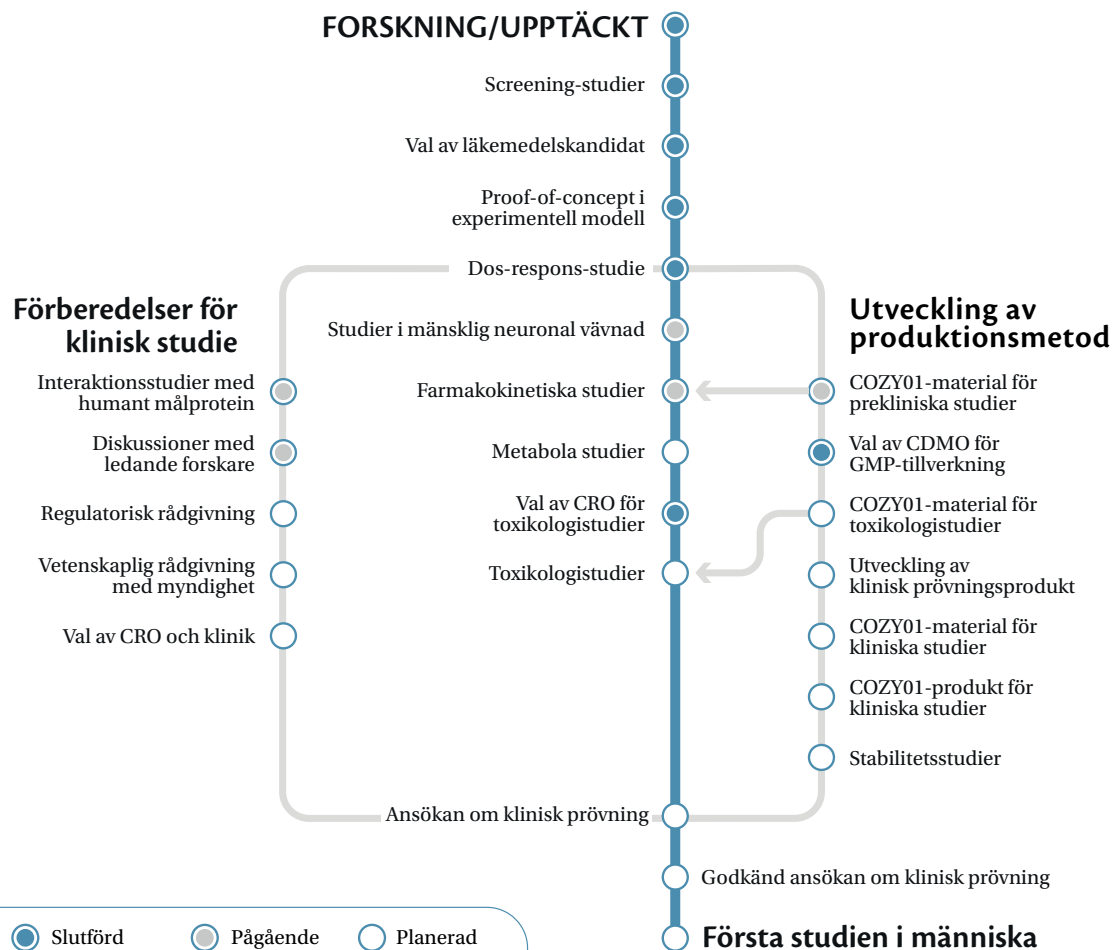 FORSKNING/UPPTÄCKT
Screening-studier
Val av läkemedelskandidat
Proof-of-concept i
experimentell modell
Dos-respons-studie
Studier i mänsklig neuronal vävnad
Farmakokinetiska studier
Metabola studier
Val av CRO för
toxikologistudier
Toxikologistudier
Förberedelser för
klinisk studie
Interaktionsstudier med
humant målprotein
Diskussioner med
ledande forskare
Regulatorisk rådgivning
Vetenskaplig rådgivning
med myndighet
Val av CRO och klinik
Utveckling av
produktionsmetod
COZY01-material för
prekliniska studier
Val av CDMO för
GMP-tillverkning
COZY01-material för
toxikologistudier
Utveckling av
klinisk prövningsprodukt
COZY01-material för
kliniska studier
COZY01-produkt för
kliniska studier
Stabilitetsstudier
Ansökan om klinisk prövning
Godkänd ansökan om klinisk prövning
Första studien i människa
Slutförd
Pågående
Planerad